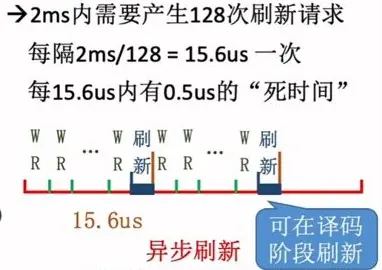 →2ms内需要产生128次刷新请求
每隔2ms/128 = 15.6us 一次
每15.6us内有0.5us的“死时间”
W W ... 刷 W W ... 刷
R R 新 R R 新
15.6us
异步刷新
可在译码
阶段刷新